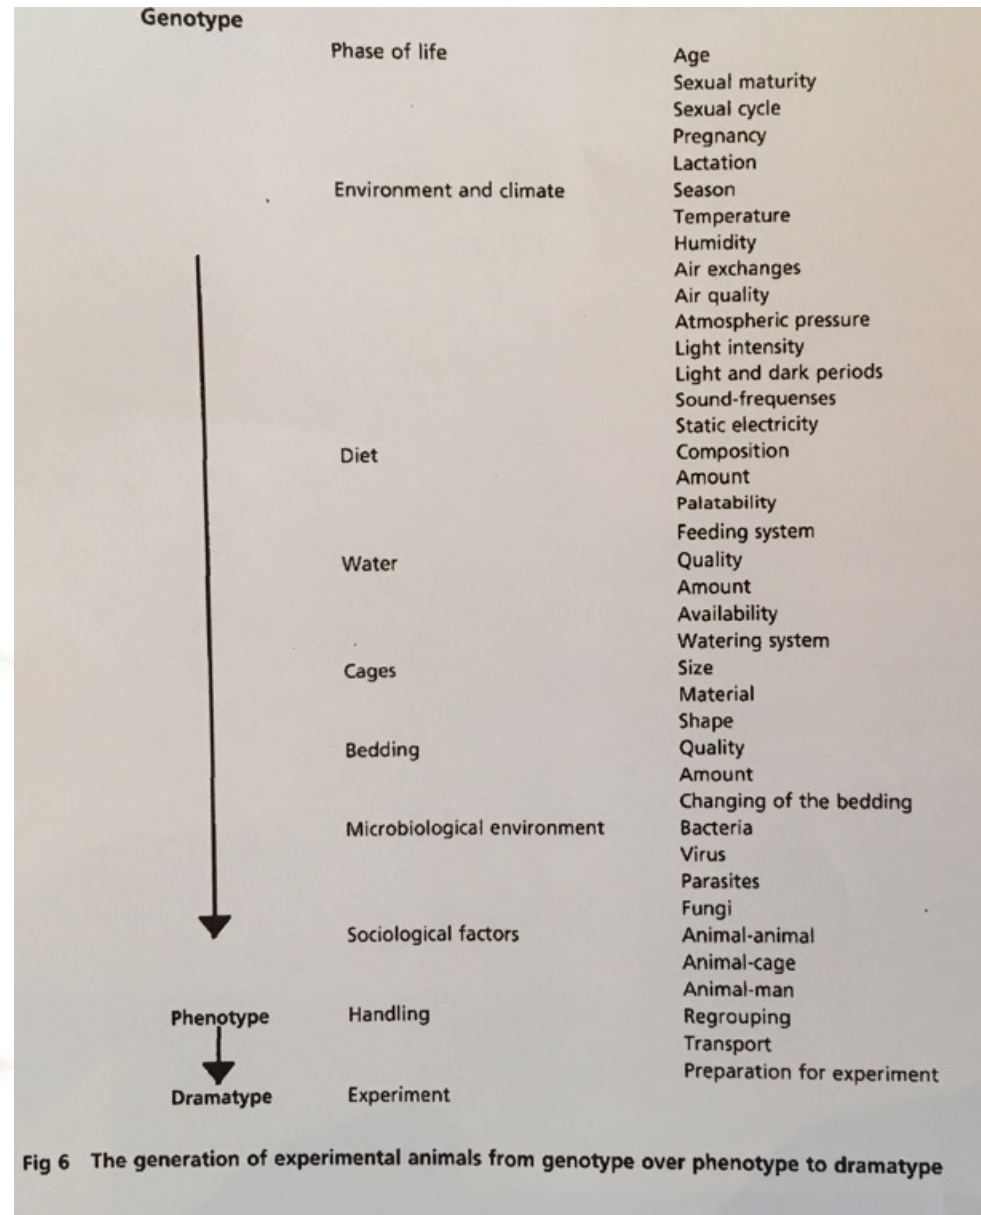 Genotype
Phase of life Age
Sexual maturity
Sexual cycle
Pregnancy
Lactation
Environment and climate Season
Temperature
Humidity
Air exchanges
Air quality
Atmospheric pressure
Light intensity
Light and dark periods
Sound-frequenses
Static electricity
Diet Composition
Amount
Palatability
Feeding system
Water Quality
Amount
Availability
Watering system
Cages Size
Material
Shape
Bedding Quality
Amount
Changing of the bedding
Microbiological environment Bacteria
Virus
Parasites
Fungi
Sociological factors Animal-animal
Animal-cage
Animal-man
Phenotype Handling Regrouping
Transport
Preparation for experiment
Dramatype Experiment
Fig 6 The generation of experimental animals from genotype over phenotype to dramatype